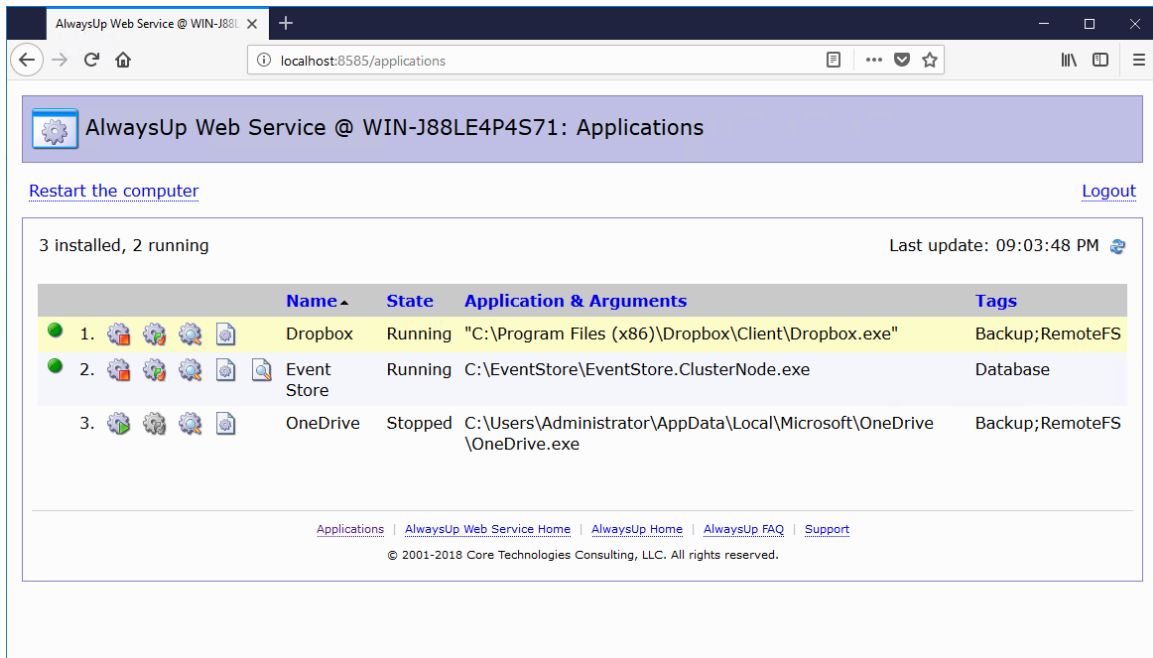 AlwaysUp Web Service @ WIN-J88L
localhost:8585/applications
AlwaysUp Web Service @ WIN-J88LE4P4S71: Applications
Restart the computer Logout
3 installed, 2 running Last update: 09:03:48 PM
Name State Application & Arguments Tags
1. Dropbox Running "C:\Program Files (x86)\Dropbox\Client\Dropbox.exe" Backup;RemoteFS
2. Event Running C:\EventStore\EventStore.ClusterNode.exe Database
Store
3. OneDrive Stopped C:\Users\Administrator\AppData\Local\Microsoft\OneDrive Backup;RemoteFS
\OneDrive.exe
Applications | AlwaysUp Web Service Home | AlwaysUp Home | AlwaysUp FAQ | Support
© 2001-2018 Core Technologies Consulting, LLC. All rights reserved.